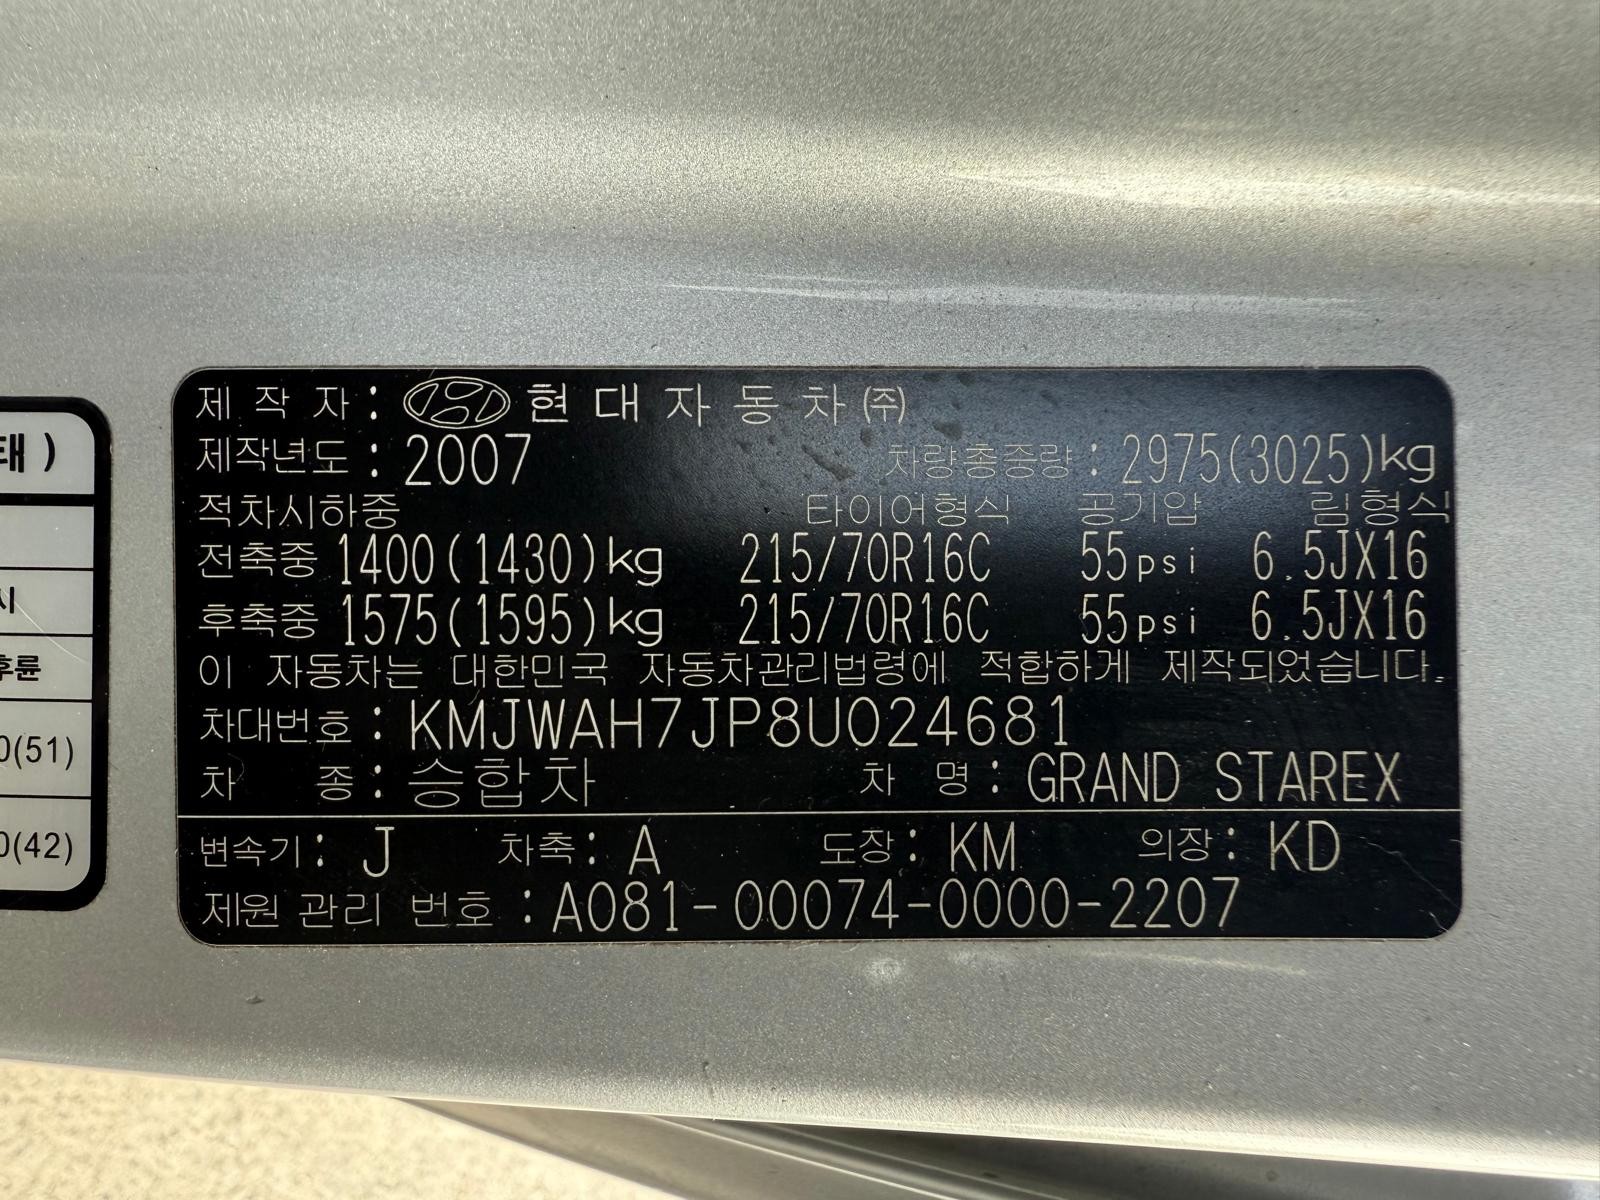 태 )
시
후륜
0(51)
0(42)
제 작 자 : 현 대 자 동 차 ㈜
제작년도 : 2007 차량총중량 : 2975(3025)kg
적차시하중 타이어형식 공기압 림형식
전축중 1400(1430)kg 215/70R16C 55psi 6.5JX16
후축중 1575(1595)kg 215/70R16C 55psi 6.5JX16
이 자동차는 대한민국 자동차관리법령에 적합하게 제작되었습니다.
차대번호 : KMJWAH7JP8U024681
차 종 : 승합차 차 명 : GRAND STAREX
변속기 : J 차축 : A 도장 : KM 의장 : KD
제원 관리 번호 : A081-00074-0000-2207